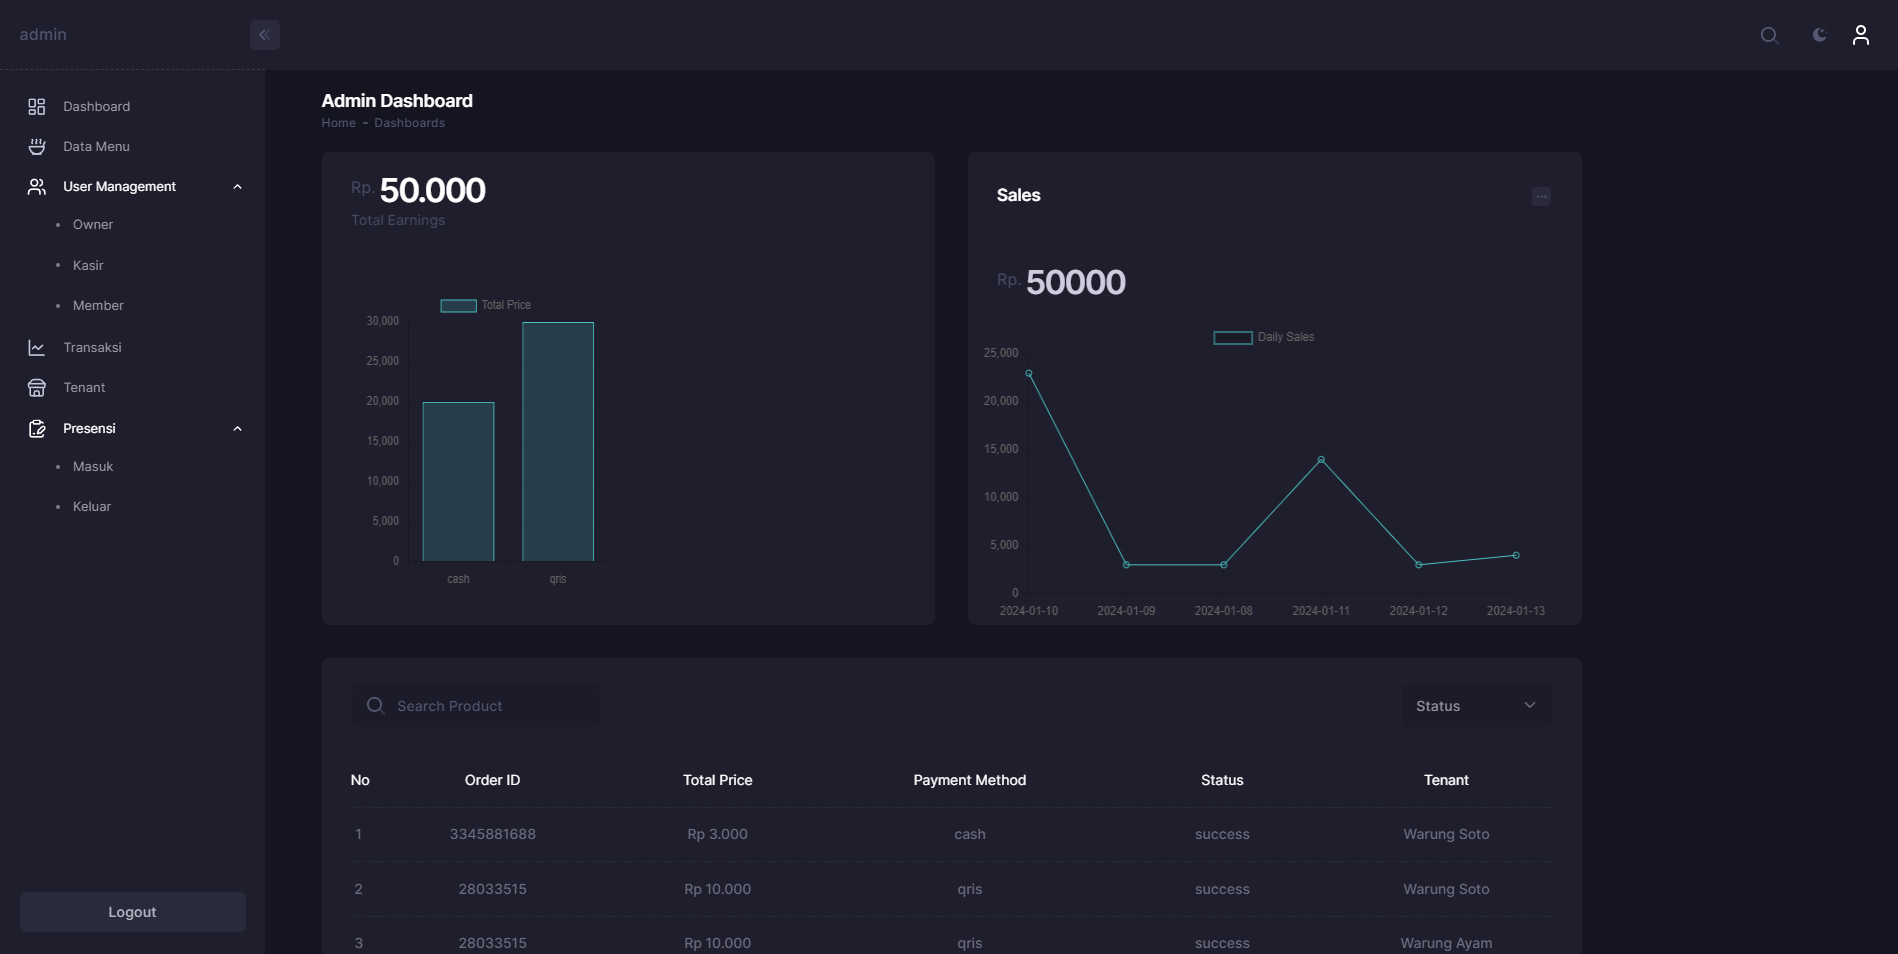 admin
Dashboard
Data Menu
User Management
Owner
Kasir
Member
Transaksi
Tenant
Presensi
Masuk
Keluar
Logout
Admin Dashboard
Home - Dashboards
Rp. 50.000
Total Earnings
Total Price
30,000
25,000
20,000
15,000
10,000
5,000
0
cash qris
Sales
Rp. 50000
Daily Sales
25,000
20,000
15,000
10,000
5,000
0
2024-01-10 2024-01-09 2024-01-08 2024-01-11 2024-01-12 2024-01-13
Search Product Status
No Order ID Total Price Payment Method Status Tenant
1 3345881688 Rp 3.000 cash success Warung Soto
2 28033515 Rp 10.000 qris success Warung Soto
3 28033515 Rp 10.000 qris success Warung Ayam